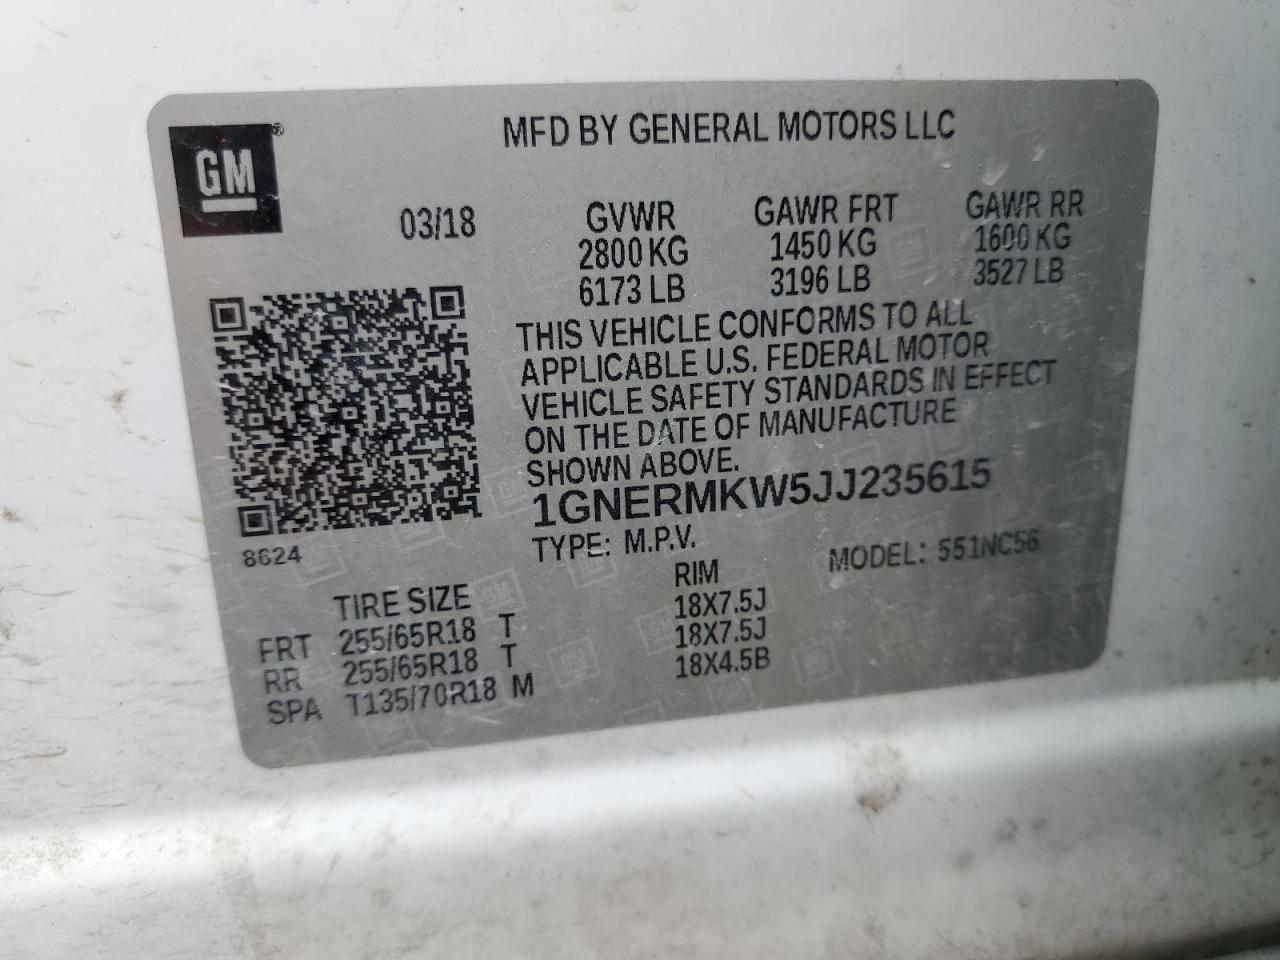 MFD BY GENERAL MOTORS LLC
GM ®
03/18
GVWR GAWR FRT GAWR RR
2800 KG 1450 KG 1600 KG
6173 LB 3196 LB 3527 LB
THIS VEHICLE CONFORMS TO ALL
APPLICABLE U.S. FEDERAL MOTOR
VEHICLE SAFETY STANDARDS IN EFFECT
ON THE DATE OF MANUFACTURE
SHOWN ABOVE.
1GNERMKW5JJ235615
8624
TYPE: M.P.V. MODEL: 551NC56
TIRE SIZE RIM
FRT 255/65R18 T 18X7.5J
RR 255/65R18 T 18X7.5J
SPA T135/70R18 M 18X4.5B